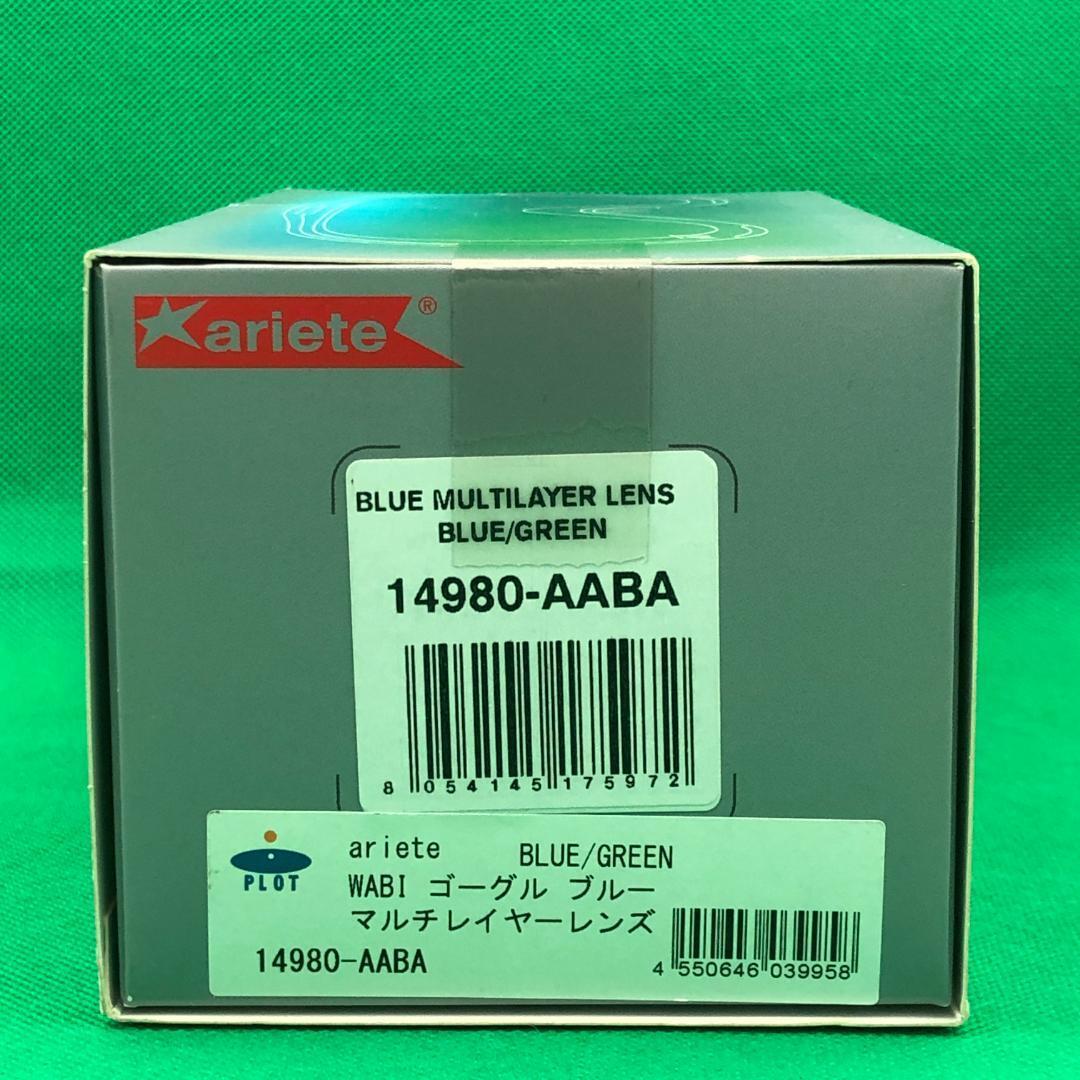 ariete®
BLUE MULTILAYER LENS
BLUE/GREEN
14980-AABA
8 054145 175972
PLOT
ariete BLUE/GREEN
WABI ゴーグル ブルー
マルチレイヤーレンズ
14980-AABA
4 550646 039958